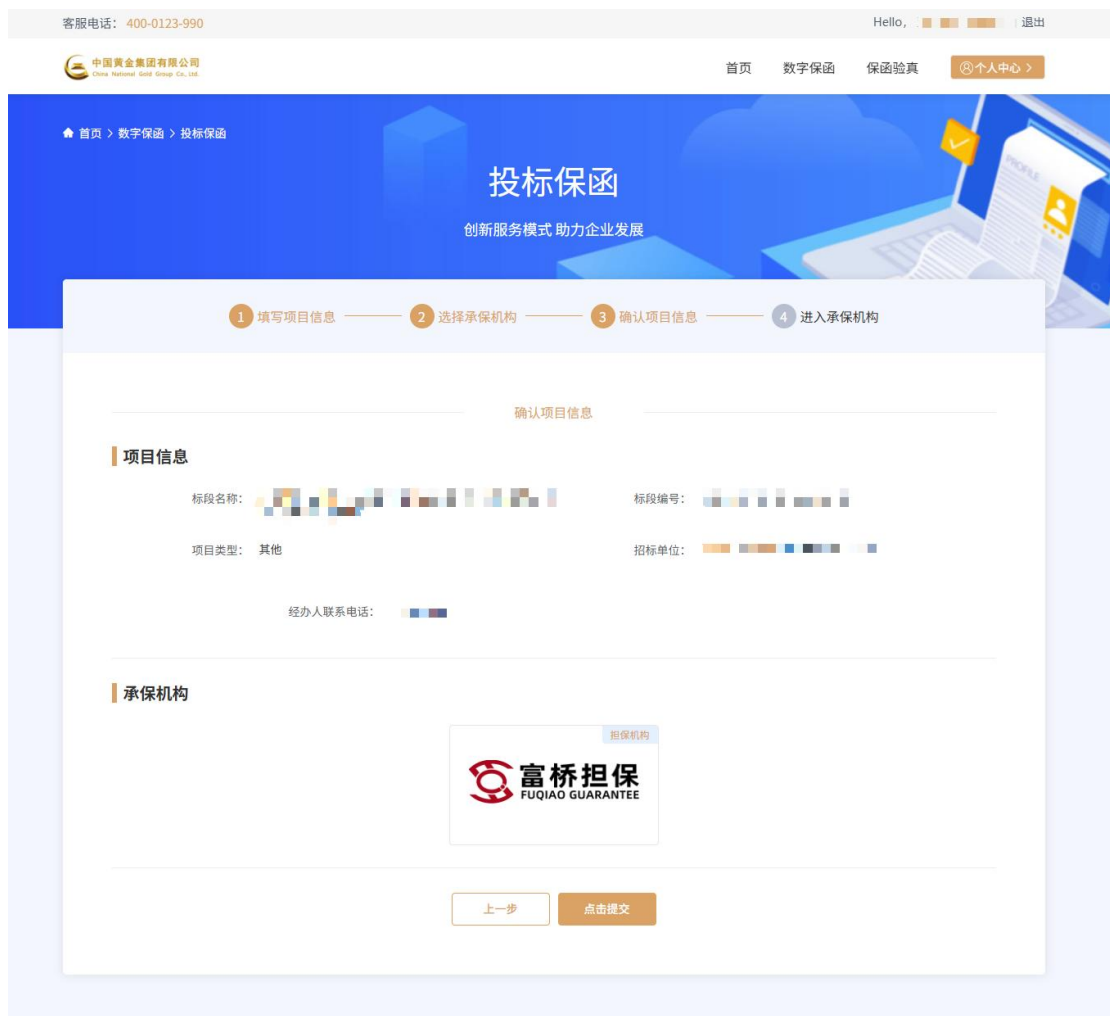 客服电话：400-0123-990
Hello,
退出
中国黄金集团有限公司
China National Gold Group Co., Ltd.
首页 数字保函 保函验真 个人中心 >
首页 > 数字保函 > 投标保函
PROFILE
投标保函
创新服务模式 助力企业发展
1 填写项目信息 2 选择承保机构 3 确认项目信息 4 进入承保机构
确认项目信息
项目信息
标段名称：
标段编号：
项目类型：其他
招标单位：
经办人联系电话：
承保机构
担保机构
富桥担保
FUQIAO GUARANTEE
上一步 点击提交